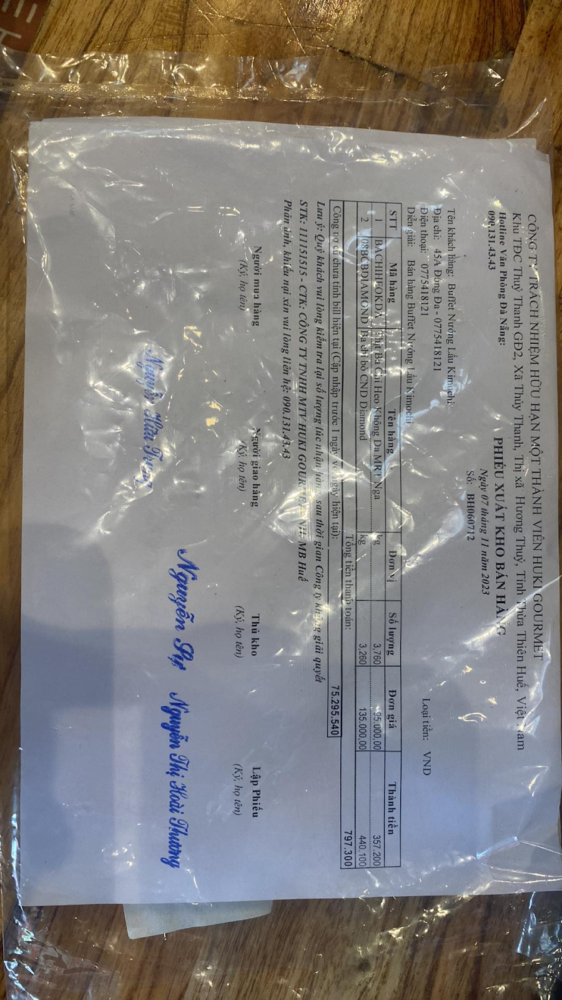 CÔNG TY TRÁCH NHIỆM HỮU HẠN MỘT THÀNH VIÊN HUKI GOURMET
Khu TĐC Thuỷ Thanh GĐ2, Xã Thủy Thanh, Thị xã Hương Thuỷ, Tỉnh Thừa Thiên Huế, Việt Nam
Hotline Văn Phòng Đà Nẵng:
090.131.43.43
PHIẾU XUẤT KHO BÁN HÀNG
Ngày 07 tháng 11 năm 2023
Số: BH060712
Tên khách hàng: Buffet Nướng Lẩu Kimochi
Địa chỉ: 45A Đống Đa - 0775418121
Điện thoại: 0775418121
Loại tiền: VND
Diễn giải: Bán hàng Buffet Nướng Lẩu Kimochi
STT Mã hàng Tên hàng Đơn vị Số lượng Đơn giá Thành tiền
1 BACHIHEOKDA Thịt Ba Chỉ Heo Không Da MRT Nga kg 3,760 95.000,00 357.200
2 08BCBDIAMOND Ba chỉ bò CND Diamond kg 3,260 135.000,00 440.100
Tổng tiền thanh toán: 797.300
Công nợ cũ chưa tính bill hiện tại (Cập nhập trước 1 ngày với ngày hiện tại): 75.295.540
Lưu ý: Quý khách vui lòng kiểm tra lại số lượng lúc nhận hàng, sau thời gian Công ty không giải quyết
STK: 111151515 - CTK: CÔNG TY TNHH MTV HUKI GOURMET, NH: MB Huế
Phản ánh, khiếu nại xin vui lòng liên hệ: 090.131.43.43
Người mua hàng Người giao hàng Thủ kho Lập Phiếu
(Ký, họ tên) (Ký, họ tên) (Ký, họ tên) (Ký, họ tên)
Nguyễn Hữu Nguyễn Sự Nguyễn Thị Hoài Thương